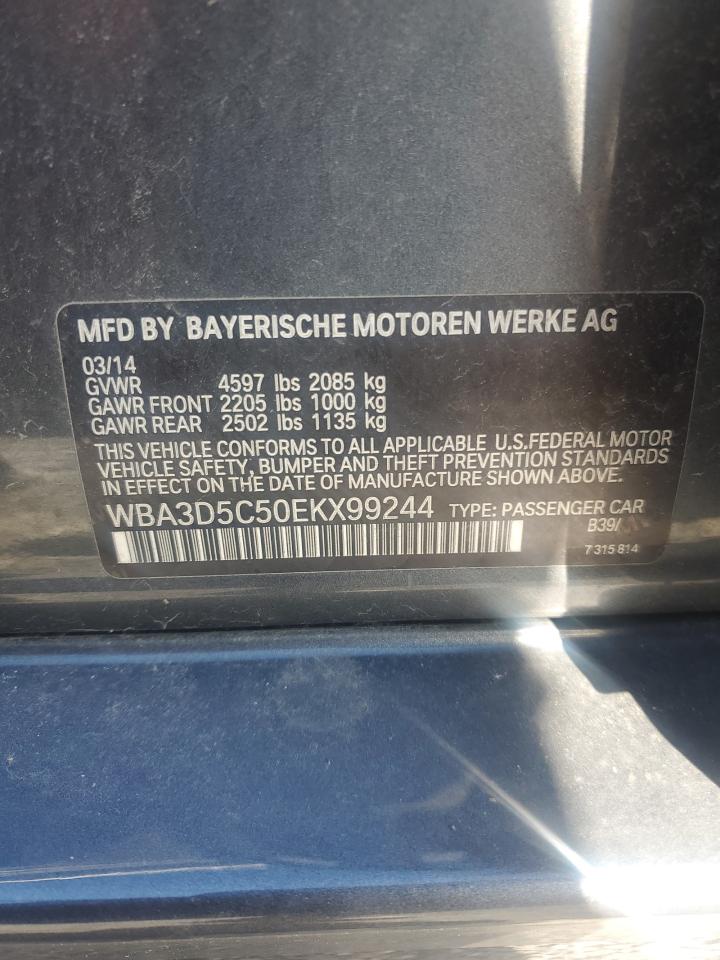 MFD BY BAYERISCHE MOTOREN WERKE AG
03/14
GVWR 4597 lbs 2085 kg
GAWR FRONT 2205 lbs 1000 kg
GAWR REAR 2502 lbs 1135 kg
THIS VEHICLE CONFORMS TO ALL APPLICABLE U.S.FEDERAL MOTOR
VEHICLE SAFETY, BUMPER AND THEFT PREVENTION STANDARDS
IN EFFECT ON THE DATE OF MANUFACTURE SHOWN ABOVE.
WBA3D5C50EKX99244 TYPE: PASSENGER CAR
B39/
7 315 814